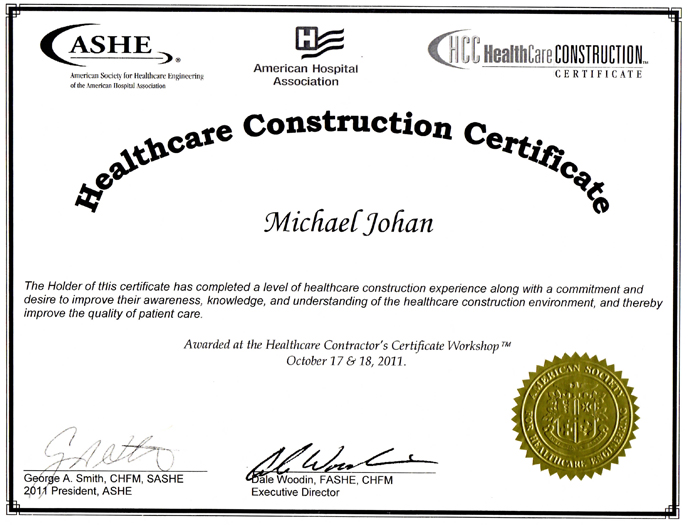 ASHE®
American Society for Healthcare Engineering
of the American Hospital Association
American Hospital
Association
HCC HealthCare CONSTRUCTION™
CERTIFICATE
Healthcare Construction Certificate
Michael Johan
The Holder of this certificate has completed a level of healthcare construction experience along with a commitment and
desire to improve their awareness, knowledge, and understanding of the healthcare construction environment, and thereby
improve the quality of patient care.
Awarded at the Healthcare Contractor's Certificate Workshop™
October 17 & 18, 2011.
AMERICAN SOCIETY FOR HEALTHCARE ENGINEERING
George A. Smith, CHFM, SASHE
2011 President, ASHE
Dale Woodin, FASHE, CHFM
Executive Director